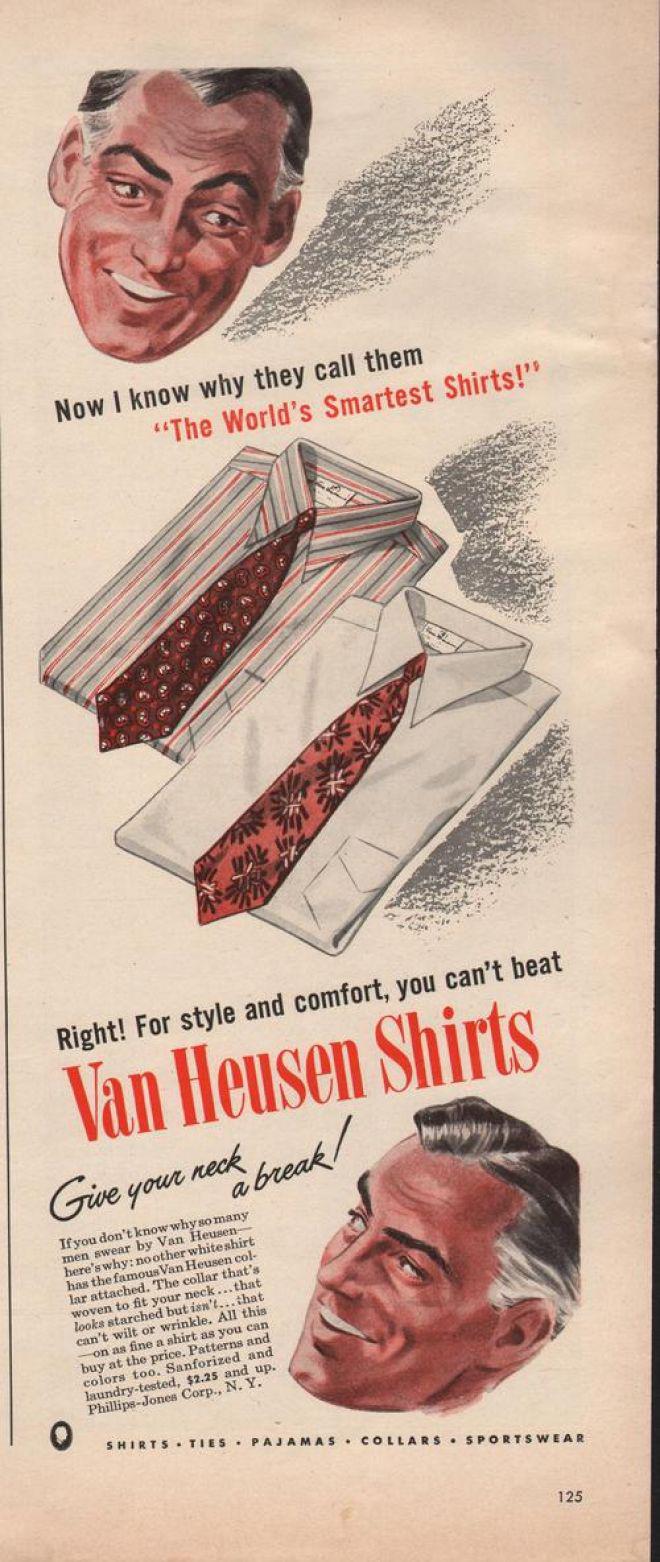 Now I know why they call them
“The World's Smartest Shirts!”
Right! For style and comfort, you can't beat
Van Heusen Shirts
Give your neck
a break!
If you don't know why so many
men swear by Van Heusen—
here's why: no other white shirt
has the famous Van Heusen col-
lar attached. The collar that's
woven to fit your neck...that
looks starched but isn't...that
can't wilt or wrinkle. All this
—on as fine a shirt as you can
buy at the price. Patterns and
colors too. Sanforized and
laundry-tested, $2.25 and up.
Phillips-Jones Corp., N. Y.
SHIRTS • TIES • PAJAMAS • COLLARS • SPORTSWEAR
125